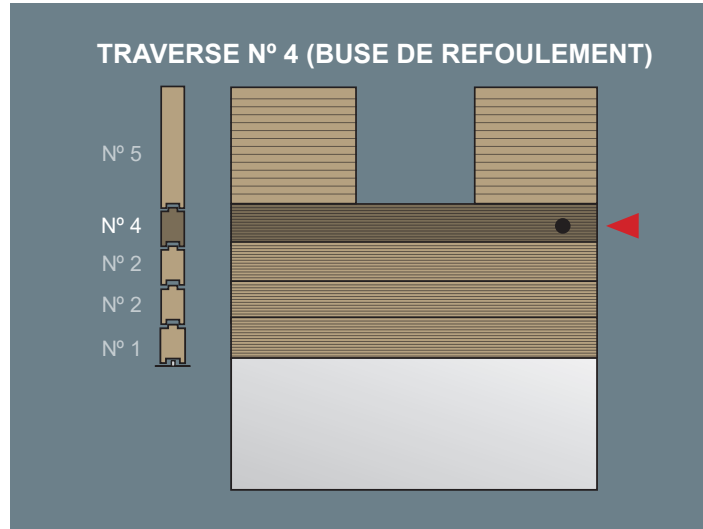 TRAVERSE Nº 4 (BUSE DE REFOULEMENT)
Nº 5
Nº 4
Nº 2
Nº 2
Nº 1